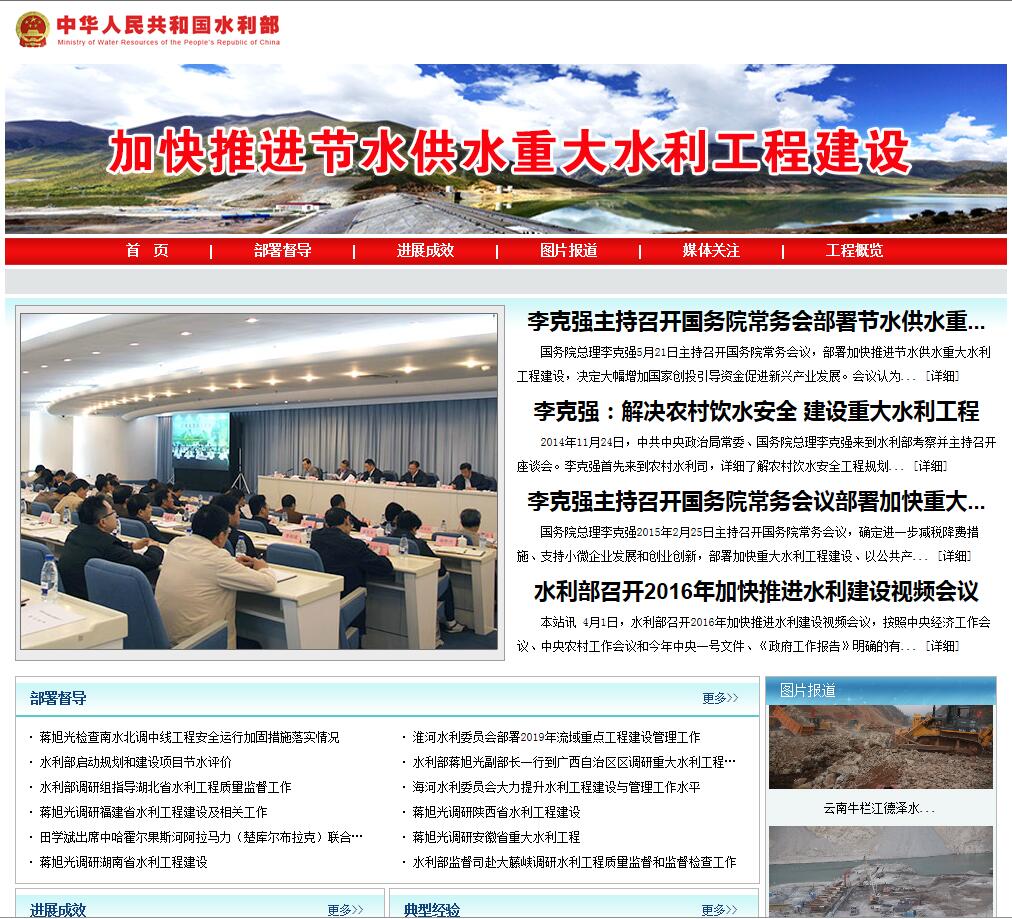 中华人民共和国水利部
Ministry of Water Resources of the People's Republic of China
加快推进节水供水重大水利工程建设
首 页 | 部署督导 | 进展成效 | 图片报道 | 媒体关注 | 工程概览
李克强主持召开国务院常务会部署节水供水重...
国务院总理李克强5月21日主持召开国务院常务会议，部署加快推进节水供水重大水利
工程建设，决定大幅增加国家创投引导资金促进新兴产业发展。会议认为... [详细]
李克强：解决农村饮水安全 建设重大水利工程
2014年11月24日，中共中央政治局常委、国务院总理李克强来到水利部考察并主持召开
座谈会。李克强首先来到农村水利司，详细了解农村饮水安全工程规划... [详细]
李克强主持召开国务院常务会议部署加快重大...
国务院总理李克强2015年2月25日主持召开国务院常务会议，确定进一步减税降费措
施、支持小微企业发展和创业创新，部署加快重大水利工程建设、以公共产... [详细]
水利部召开2016年加快推进水利建设视频会议
本站讯 4月1日，水利部召开2016年加快推进水利建设视频会议，按照中央经济工作会
议、中央农村工作会议和今年中央一号文件、《政府工作报告》明确的有... [详细]
部署督导 更多>>
· 蒋旭光检查南水北调中线工程安全运行加固措施落实情况
· 水利部启动规划和建设项目节水评价
· 水利部调研组指导湖北省水利工程质量监督工作
· 蒋旭光调研福建省水利工程建设及相关工作
· 田学斌出席中哈霍尔果斯河阿拉马力（楚库尔布拉克）联合…
· 蒋旭光调研湖南省水利工程建设
· 淮河水利委员会部署2019年流域重点工程建设管理工作
· 水利部蒋旭光副部长一行到广西自治区区调研重大水利工程…
· 海河水利委员会大力提升水利工程建设与管理工作水平
· 蒋旭光调研陕西省水利工程建设
· 蒋旭光调研安徽省重大水利工程
· 水利部监督司赴大藤峡调研水利工程质量监督和监督检查工作
图片报道
云南牛栏江德泽水...
进展成效 更多>>
典型经验 更多>>